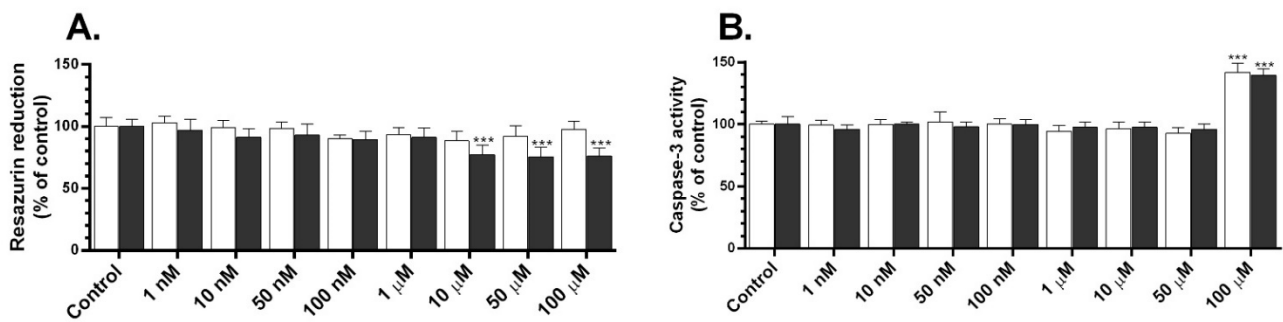 A.
Resazurin reduction
(% of control)
150
100
50
0
*** *** ***
Control 1 nM 10 nM 50 nM 100 nM 1 μM 10 μM 50 μM 100 μM
B.
Caspase-3 activity
(% of control)
150
100
50
0
*** ***
Control 1 nM 10 nM 50 nM 100 nM 1 μM 10 μM 50 μM 100 μM